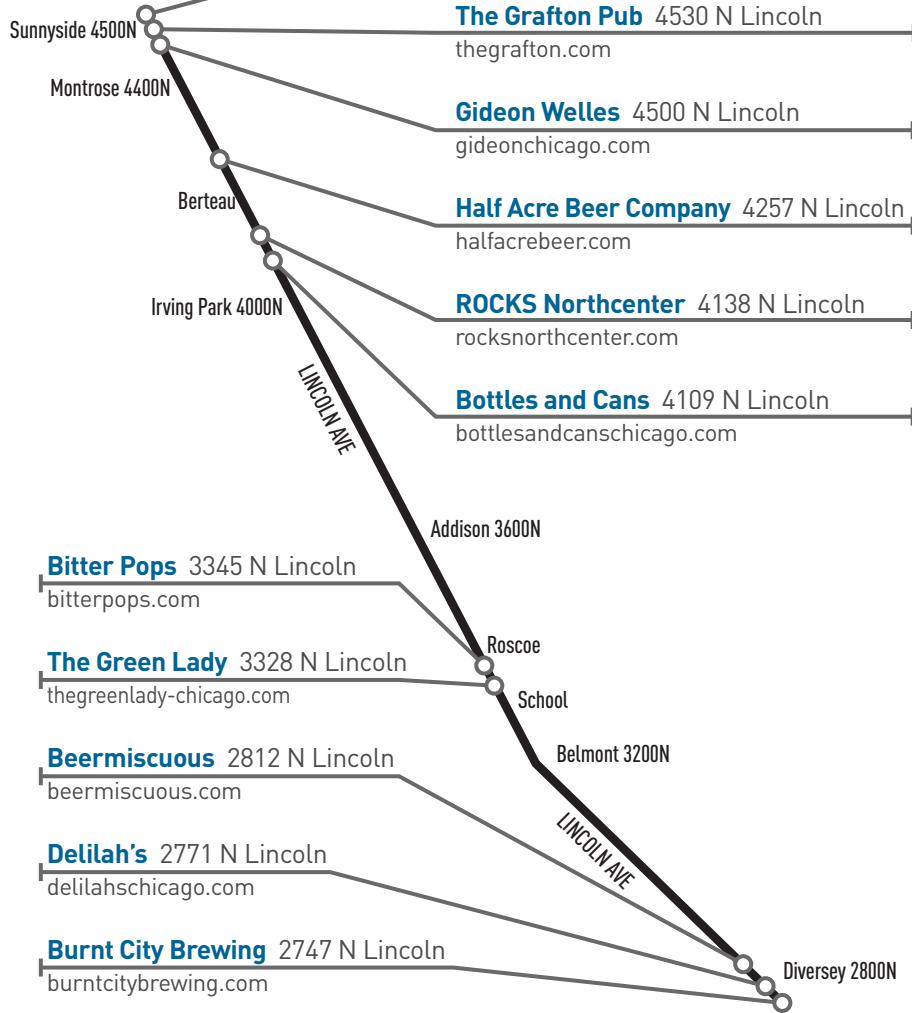 The Grafton Pub 4530 N Lincoln
thegrafton.com
Sunnyside 4500N
Montrose 4400N
Gideon Welles 4500 N Lincoln
gideonchicago.com
Berteau
Half Acre Beer Company 4257 N Lincoln
halfacrebeer.com
Irving Park 4000N
ROCKS Northcenter 4138 N Lincoln
rocksnorthcenter.com
LINCOLN AVE
Bottles and Cans 4109 N Lincoln
bottlesandcanschicago.com
Addison 3600N
Bitter Pops 3345 N Lincoln
bitterpops.com
Roscoe
The Green Lady 3328 N Lincoln
thegreenlady-chicago.com
School
Belmont 3200N
Beermiscuous 2812 N Lincoln
beermiscuous.com
LINCOLN AVE
Delilah’s 2771 N Lincoln
delilahschicago.com
Burnt City Brewing 2747 N Lincoln
burntcitybrewing.com
Diversey 2800N